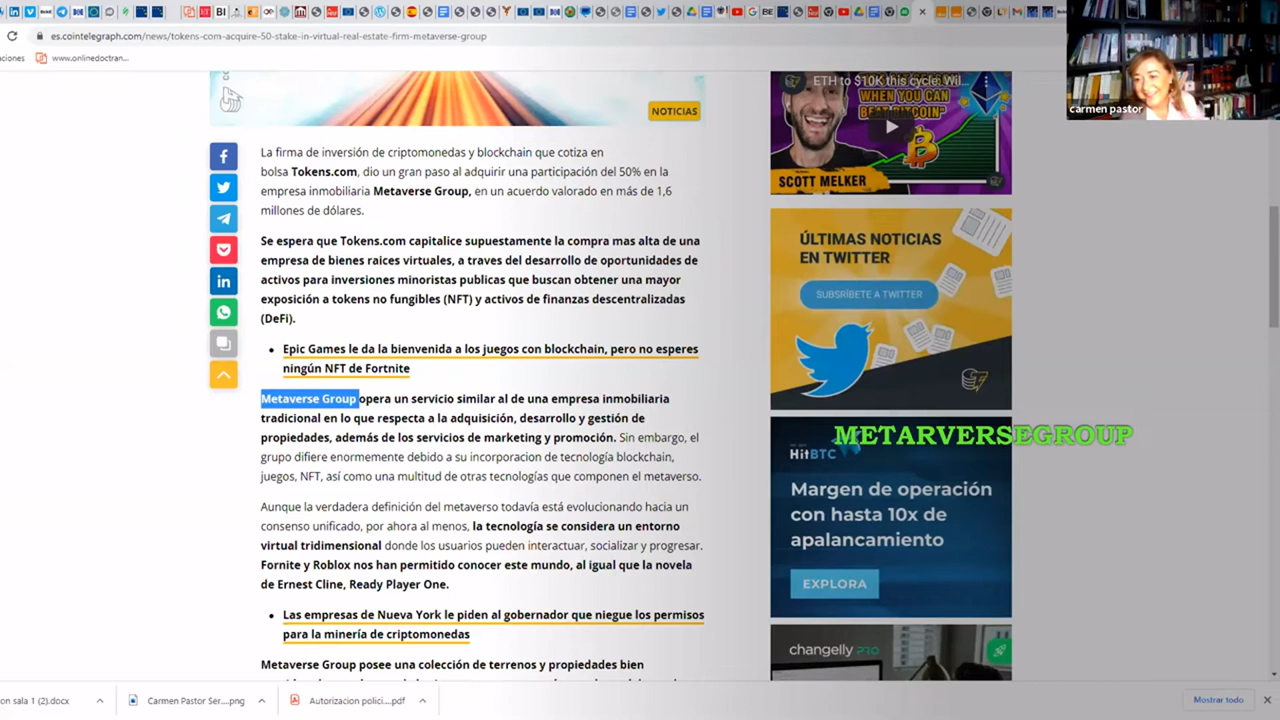 es.cointelegraph.com/news/tokens-com-acquire-50-stake-in-virtual-real-estate-firm-metaverse-group
aciones
www.onlinedoctran...
carmen pastor
NOTICIAS
La firma de inversión de criptomonedas y blockchain que cotiza en
bolsa Tokens.com, dio un gran paso al adquirir una participación del 50% en la
empresa inmobiliaria Metaverse Group, en un acuerdo valorado en más de 1,6
millones de dólares.
Se espera que Tokens.com capitalice supuestamente la compra mas alta de una
empresa de bienes raices virtuales, a traves del desarrollo de oportunidades de
activos para inversiones minoristas publicas que buscan obtener una mayor
exposición a tokens no fungibles (NFT) y activos de finanzas descentralizadas
(DeFi).
Epic Games le da la bienvenida a los juegos con blockchain, pero no esperes
ningún NFT de Fortnite
Metaverse Group opera un servicio similar al de una empresa inmobiliaria
tradicional en lo que respecta a la adquisición, desarrollo y gestión de
propiedades, además de los servicios de marketing y promoción. Sin embargo, el
grupo difiere enormemente debido a su incorporacion de tecnología blockchain,
juegos, NFT, así como una multitud de otras tecnologías que componen el metaverso.
Aunque la verdadera definición del metaverso todavía está evolucionando hacia un
consenso unificado, por ahora al menos, la tecnología se considera un entorno
virtual tridimensional donde los usuarios pueden interactuar, socializar y progresar.
Fornite y Roblox nos han permitido conocer este mundo, al igual que la novela
de Ernest Cline, Ready Player One.
Las empresas de Nueva York le piden al gobernador que niegue los permisos
para la minería de criptomonedas
Metaverse Group posee una colección de terrenos y propiedades bien
ETH to $10K this cycle: Wil
WHEN YOU CAN
BEAT BITCOIN"
SCOTT MELKER
ÚLTIMAS NOTICIAS
EN TWITTER
SUBSRÍBETE A TWITTER
METARVERSEGROUP
HitBTC
Margen de operación
con hasta 10x de
apalancamiento
EXPLORA
changelly PRO
on sala 1 (2).docx
Carmen Pastor Ser....png
Autorizacion polici....pdf
Mostrar todo